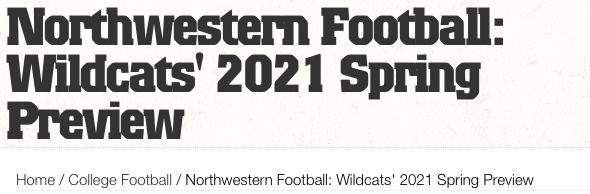 Northwestern Football:
Wildcats' 2021 Spring
Preview
Home / College Football / Northwestern Football: Wildcats' 2021 Spring Preview